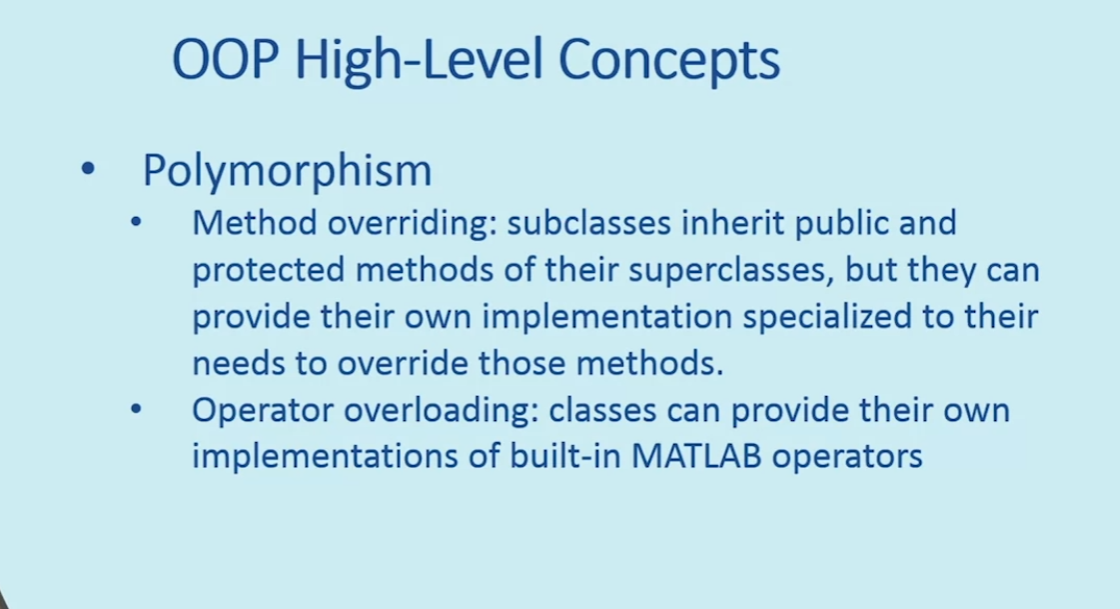 OOP High-Level Concepts
• Polymorphism
• Method overriding: subclasses inherit public and
protected methods of their superclasses, but they can
provide their own implementation specialized to their
needs to override those methods.
• Operator overloading: classes can provide their own
implementations of built-in MATLAB operators